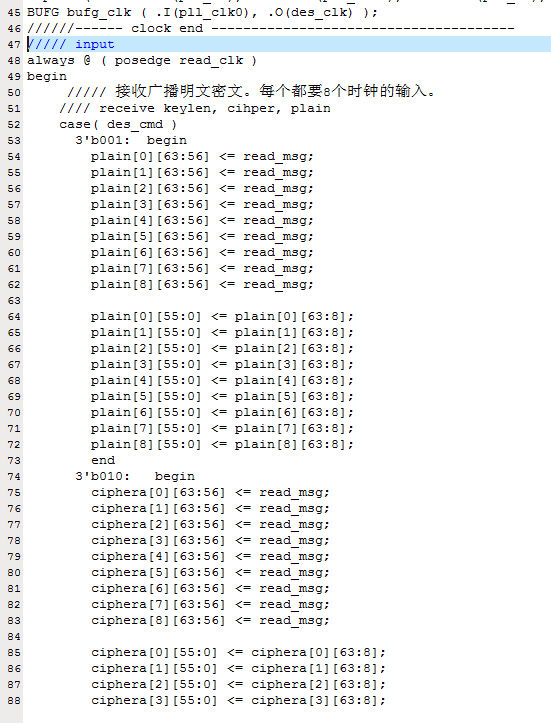 45 BUFG bufg_clk ( .I(pll_clk0), .O(des_clk) );
46 //////------ clock end --------------------------------------
47 ///// input
48 always @ ( posedge read_clk )
49 begin
50 ///// 接收广播明文密文。每个都要8个时钟的输入。
51 //// receive keylen, cihper, plain
52 case( des_cmd )
53 3'b001: begin
54 plain[0][63:56] <= read_msg;
55 plain[1][63:56] <= read_msg;
56 plain[2][63:56] <= read_msg;
57 plain[3][63:56] <= read_msg;
58 plain[4][63:56] <= read_msg;
59 plain[5][63:56] <= read_msg;
60 plain[6][63:56] <= read_msg;
61 plain[7][63:56] <= read_msg;
62 plain[8][63:56] <= read_msg;
63
64 plain[0][55:0] <= plain[0][63:8];
65 plain[1][55:0] <= plain[1][63:8];
66 plain[2][55:0] <= plain[2][63:8];
67 plain[3][55:0] <= plain[3][63:8];
68 plain[4][55:0] <= plain[4][63:8];
69 plain[5][55:0] <= plain[5][63:8];
70 plain[6][55:0] <= plain[6][63:8];
71 plain[7][55:0] <= plain[7][63:8];
72 plain[8][55:0] <= plain[8][63:8];
73 end
74 3'b010: begin
75 ciphera[0][63:56] <= read_msg;
76 ciphera[1][63:56] <= read_msg;
77 ciphera[2][63:56] <= read_msg;
78 ciphera[3][63:56] <= read_msg;
79 ciphera[4][63:56] <= read_msg;
80 ciphera[5][63:56] <= read_msg;
81 ciphera[6][63:56] <= read_msg;
82 ciphera[7][63:56] <= read_msg;
83 ciphera[8][63:56] <= read_msg;
84
85 ciphera[0][55:0] <= ciphera[0][63:8];
86 ciphera[1][55:0] <= ciphera[1][63:8];
87 ciphera[2][55:0] <= ciphera[2][63:8];
88 ciphera[3][55:0] <= ciphera[3][63:8];